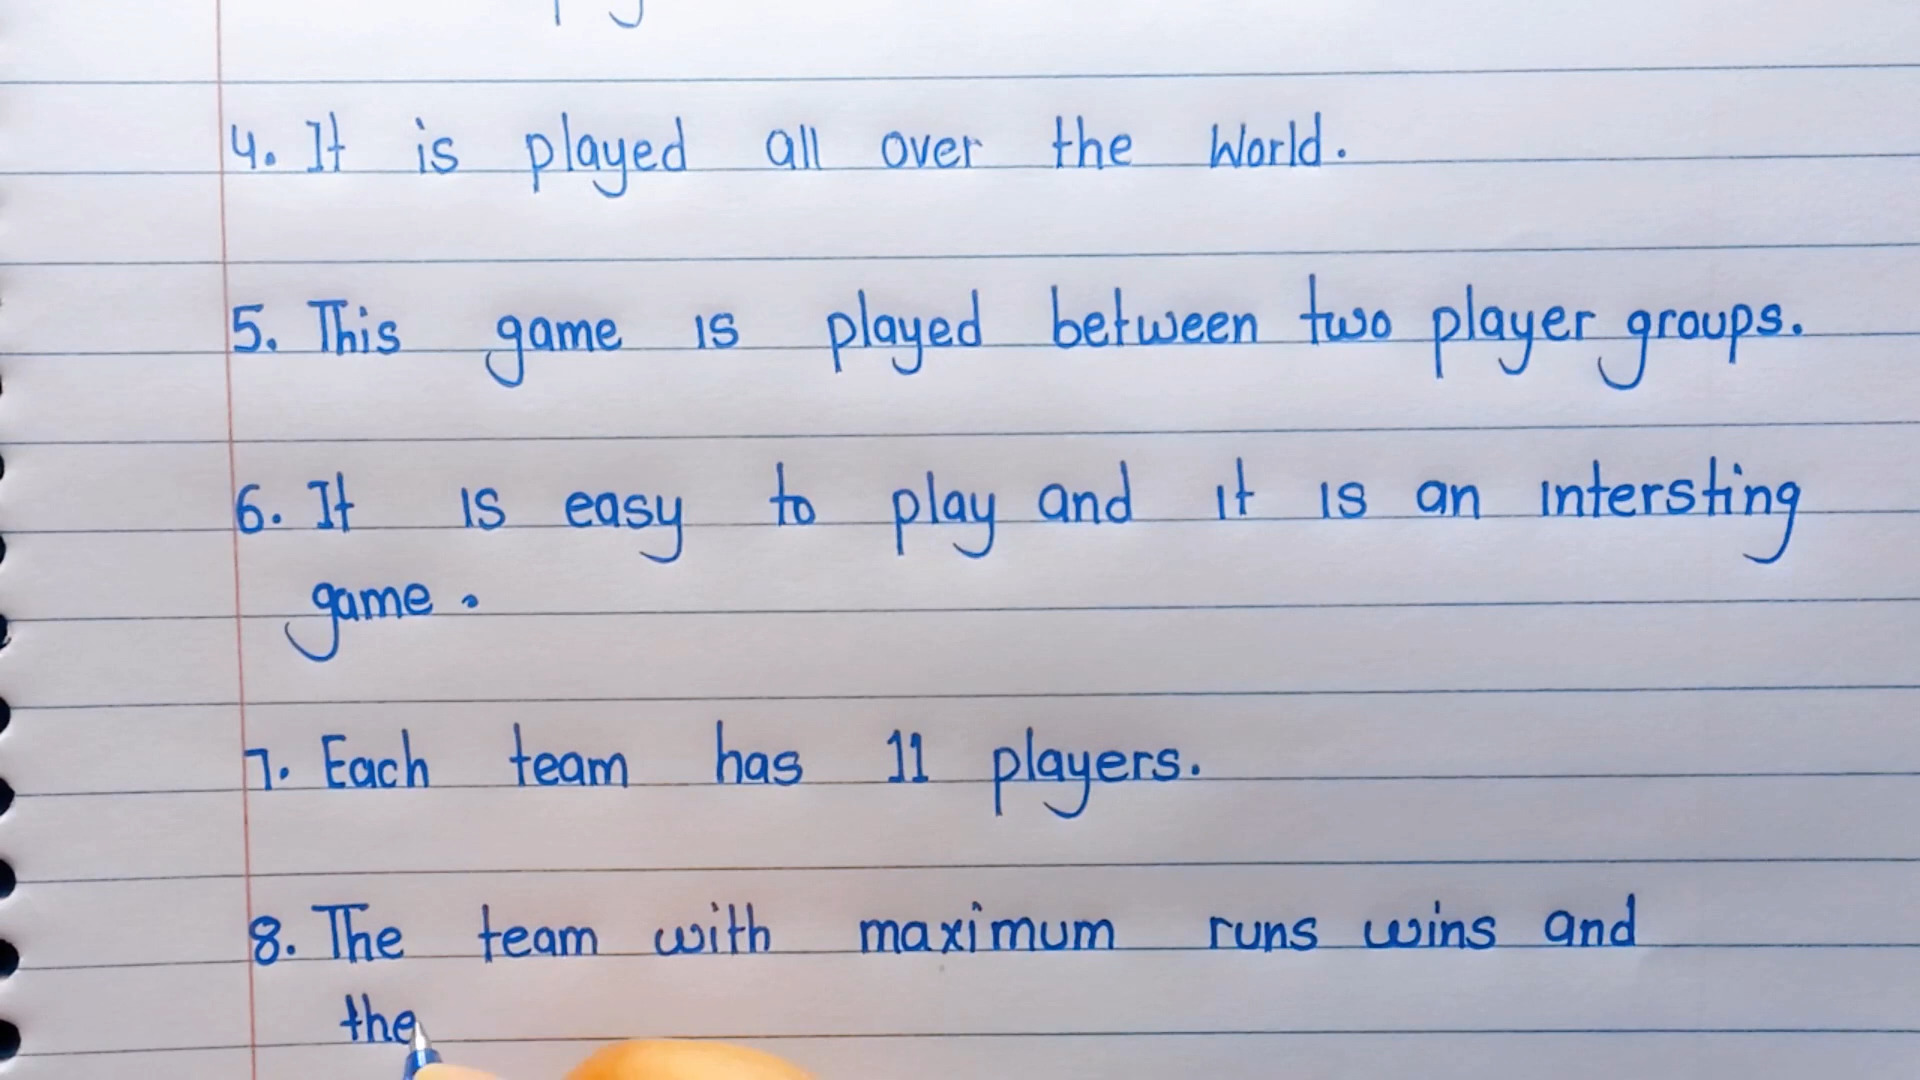 4. It is played all over the World.
5. This game is played between two player groups.
6. It is easy to play and it is an intersting
game.
7. Each team has 11 players.
8. The team with maximum runs wins and
the